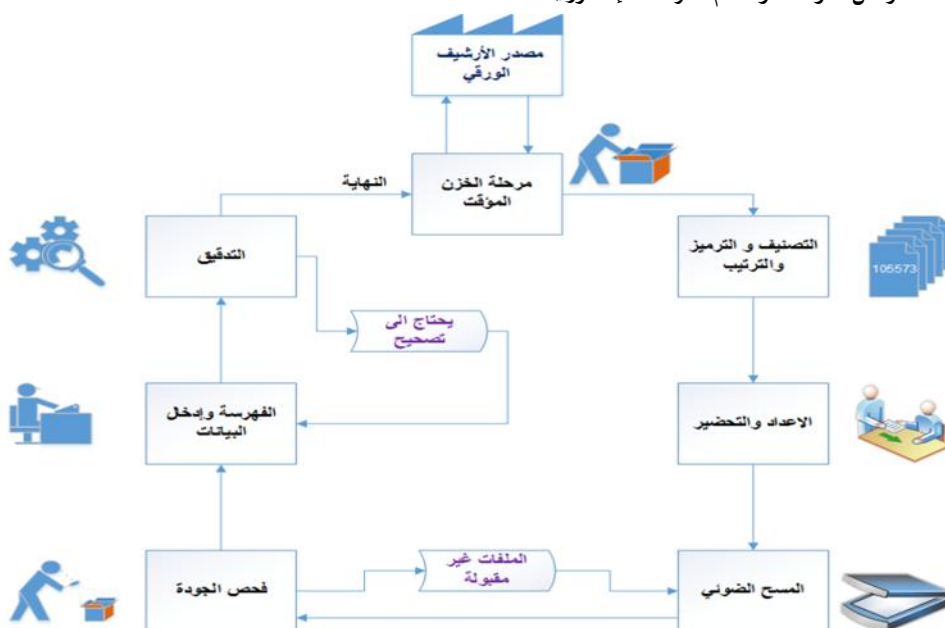 مصدر الأرشيف
الورقي
مرحلة الخزن
المؤقت
النهاية
التصنيف و الترميز
والترتيب
105573
التدقيق
يحتاج الى
تصحيح
الفهرسة وإدخال
البيانات
الاعداد والتحضير
الملفات غير
مقبولة
فحص الجودة
المسح الضوئي